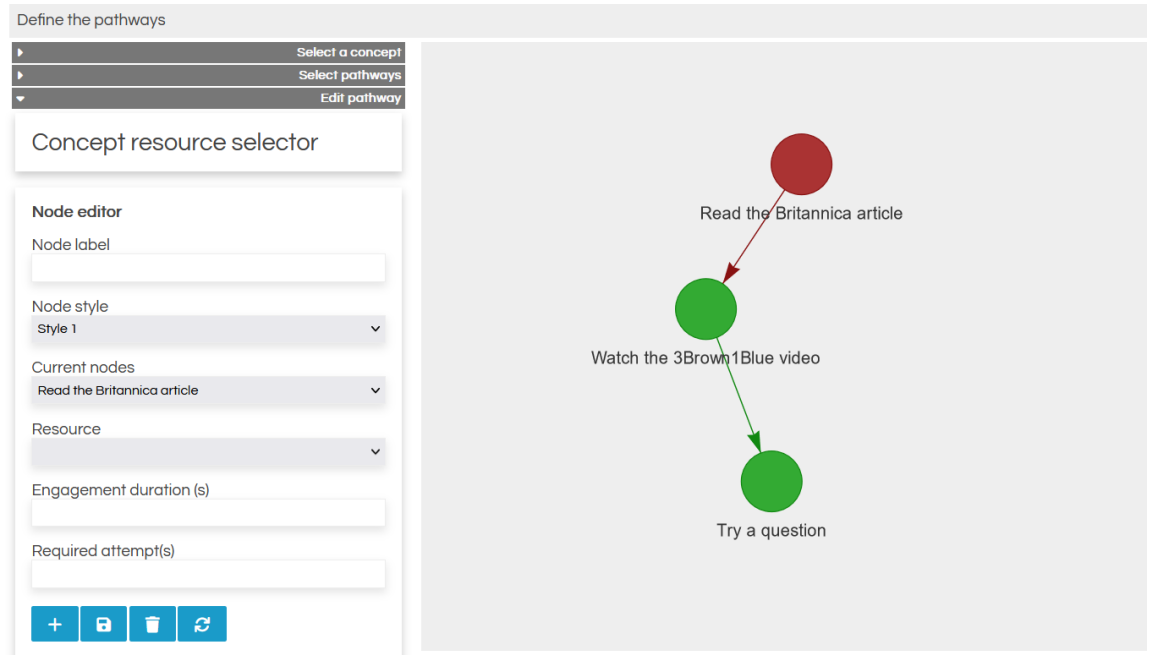 Define the pathways
Select a concept
Select pathways
Edit pathway
Concept resource selector
Node editor
Node label
Node style
Style 1
Current nodes
Read the Britannica article
Resource
Engagement duration (s)
Required attempt(s)
Read the Britannica article
Watch the 3Brown1Blue video
Try a question